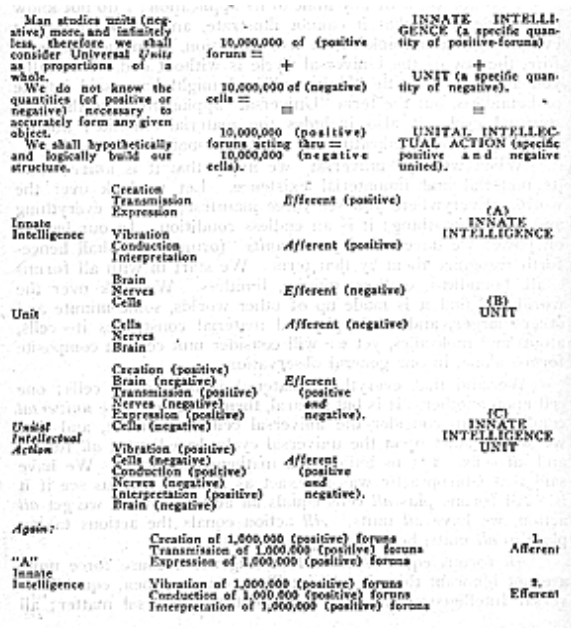 Man studies units (neg-
ative) more, and infinitely
less, therefore we shall
consider Universal Units
as proportions of a
whole.
We do not know the
quantities (of positive or
negative) necessary to
accurately form any given
object.
We shall hypothetically
and logically build our
structure.
10,000,000 of (positive)
foruns =
+
10,000,000 of (negative)
cells =
=
10,000,000 (positive)
foruns acting thru =
10,000,000 (negative
cells).
INNATE INTELLI-
GENCE (a specific quan-
tity of positive-foruns)
+
UNIT (a specific quan-
tity of negative).
=
UNITAL INTELLEC-
TUAL ACTION (specific
positive and negative
united).
Innate
Intelligence
Creation
Transmission
Expression
Efferent (positive)
Vibration
Conduction
Interpretation
Afferent (positive)
(A)
INNATE
INTELLIGENCE
Unit
Brain
Nerves
Cells
Efferent (negative)
Cells
Nerves
Brain
Afferent (negative)
(B)
UNIT
Unital
Intellectual
Action
Creation (positive)
Brain (negative)
Transmission (positive)
Nerves (negative)
Expression (positive)
Cells (negative)
Efferent
(positive
and
negative).
Vibration (positive)
Cells (negative)
Conduction (positive)
Nerves (negative)
Interpretation (positive)
Brain (negative)
Afferent
(positive
and
negative).
(C)
INNATE
INTELLIGENCE
UNIT
Again:
"A"
Innate
Intelligence
Creation of 1,000,000 (positive) foruns
Transmission of 1,000,000 (positive) foruns
Expression of 1,000,000 (positive) foruns
1.
Afferent
Vibration of 1,000,000 (positive) foruns
Conduction of 1,000,000 (positive) foruns
Interpretation of 1,000,000 (positive) foruns
2.
Efferent